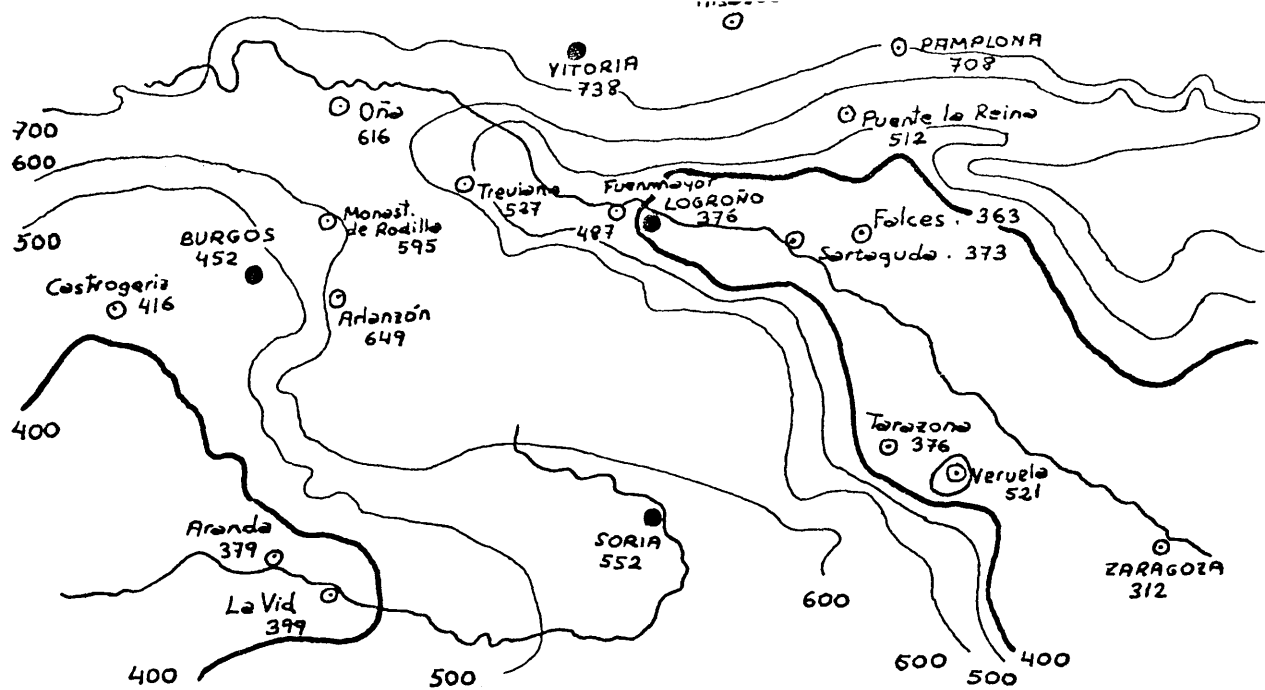 VITORIA
738
PAMPLONA
708
Oña
616
Puente la Reina
512
700
600
500
Treviana
527
Fuenmayor
LOGROÑO
376
487
Monast.
de Rodilla
595
BURGOS
452
Falces . 363
Sartaguda . 373
Castrogeria
416
Arlanzón
649
400
Tarazona
376
Veruela
521
Aranda
379
SORIA
552
ZARAGOZA
312
La Vid
399
600
400
500
600
500
400